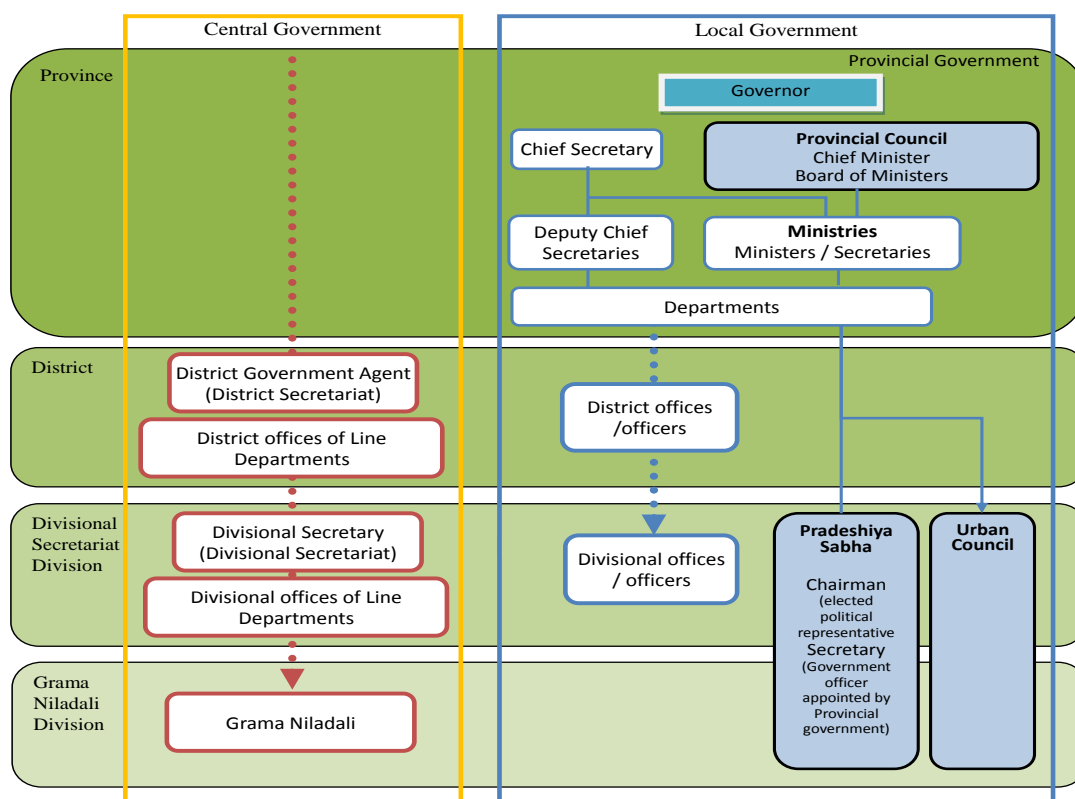 Central Government
Local Government
Province
Provincial Government
Governor
Chief Secretary
Provincial Council
Chief Minister
Board of Ministers
Deputy Chief
Secretaries
Ministries
Ministers / Secretaries
Departments
District
District Government Agent
(District Secretariat)
District offices of Line
Departments
District offices
/officers
Divisional
Secretariat
Division
Divisional Secretary
(Divisional Secretariat)
Divisional offices of Line
Departments
Divisional offices
/ officers
Pradeshiya
Sabha
Chairman
(elected
political
representative
Secretary
(Government
officer
appointed by
Provincial
government)
Urban
Council
Grama
Niladali
Division
Grama Niladali